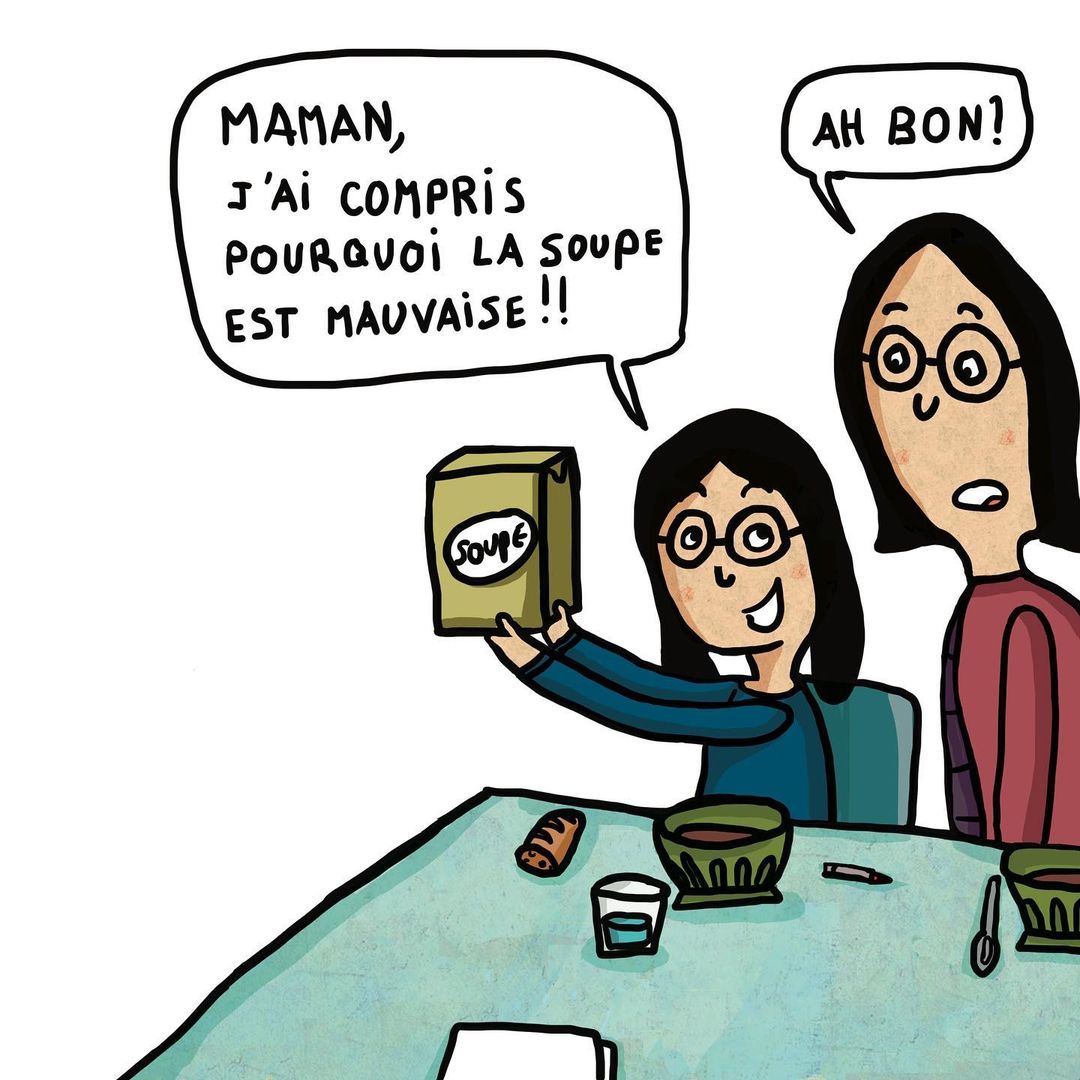 MAMAN,
J'Ai COMPRiS
POURQUOi LA SOUPE
EST MAUVAiSE !!
AH BON?
SOUPE